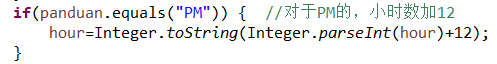 if(panduan.equals("PM")) {  //对于PM的，小时数加12
    hour=Integer.toString(Integer.parseInt(hour)+12);
}